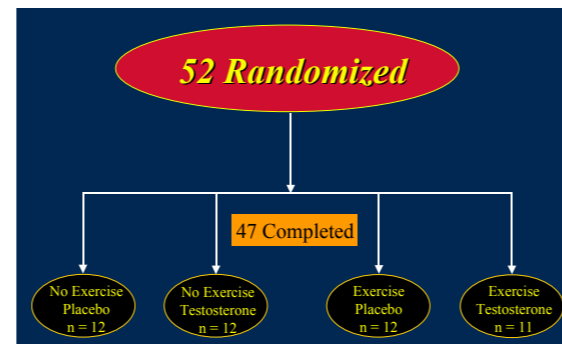 52 Randomized
47 Completed
No Exercise
Placebo
n = 12
No Exercise
Testosterone
n = 12
Exercise
Placebo
n = 12
Exercise
Testosterone
n = 11